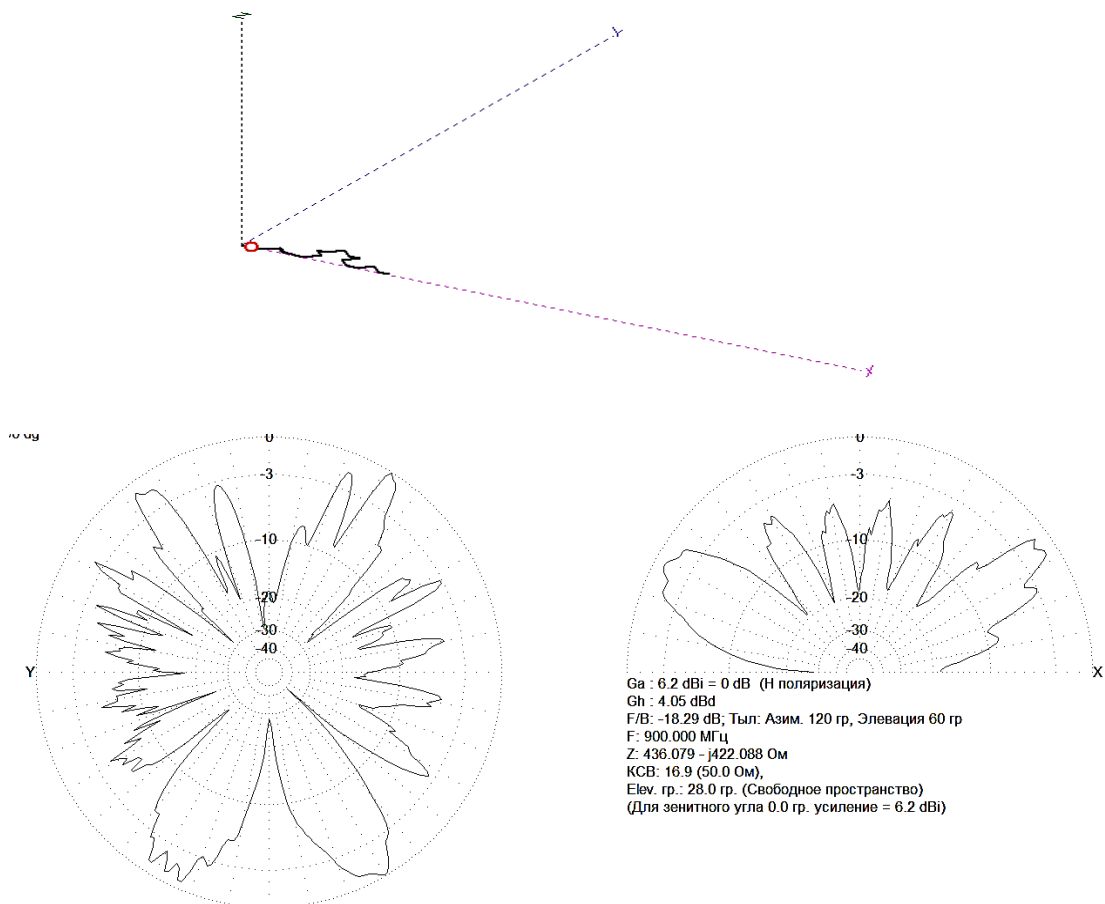 Z
Y
X
0
-3
-10
-20
-30
-40
Y
0
-3
-10
-20
-30
-40
X
Ga : 6.2 dBi = 0 dB (H поляризация)
Gh : 4.05 dBd
F/B: -18.29 dB; Тыл: Азим. 120 гр, Элевация 60 гр
F: 900.000 МГц
Z: 436.079 - j422.088 Ом
КСВ: 16.9 (50.0 Ом),
Elev. гр.: 28.0 гр. (Свободное пространство)
(Для зенитного угла 0.0 гр. усиление = 6.2 dBi)